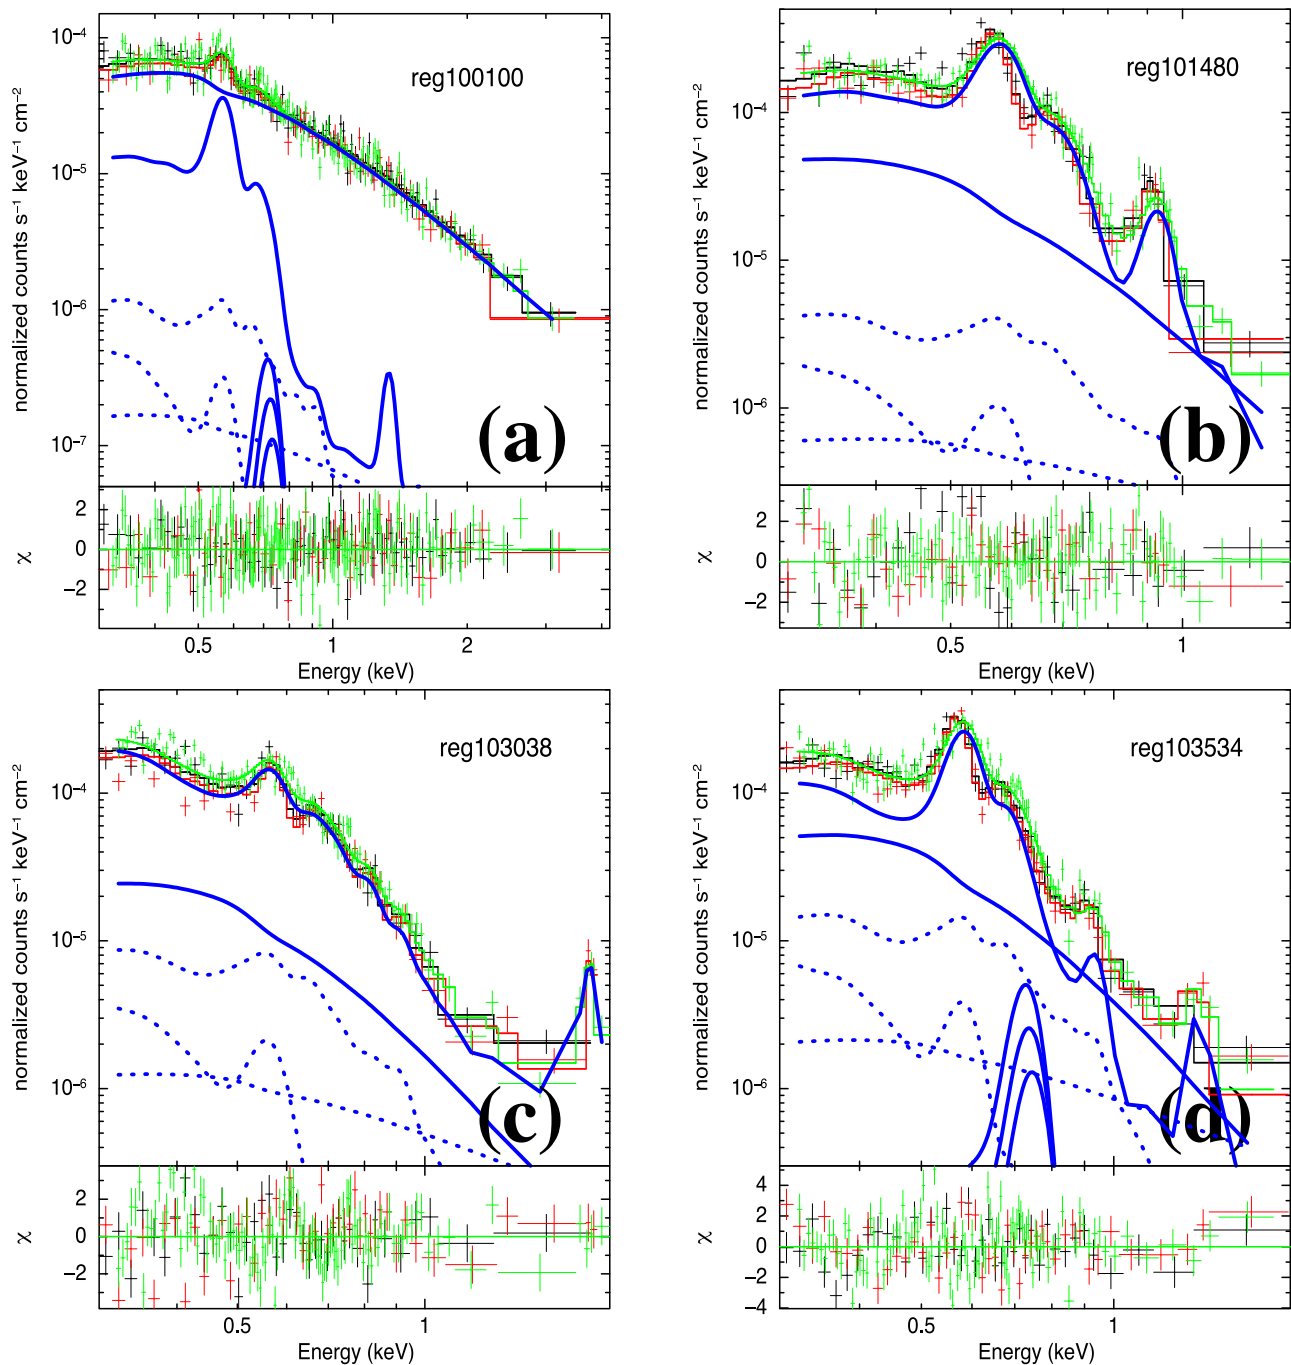 reg100100
normalized counts s⁻¹ keV⁻¹ cm⁻²
10⁻⁴
10⁻⁵
10⁻⁶
10⁻⁷
(a)
χ
2
0
−2
0.5 1 2
Energy (keV)
reg101480
normalized counts s⁻¹ keV⁻¹ cm⁻²
10⁻⁴
10⁻⁵
10⁻⁶
(b)
χ
2
0
−2
0.5 1
Energy (keV)
reg103038
normalized counts s⁻¹ keV⁻¹ cm⁻²
10⁻⁴
10⁻⁵
10⁻⁶
(c)
χ
2
0
−2
0.5 1
Energy (keV)
reg103534
normalized counts s⁻¹ keV⁻¹ cm⁻²
10⁻⁴
10⁻⁵
10⁻⁶
(d)
χ
4
2
0
−2
−4
0.5 1
Energy (keV)